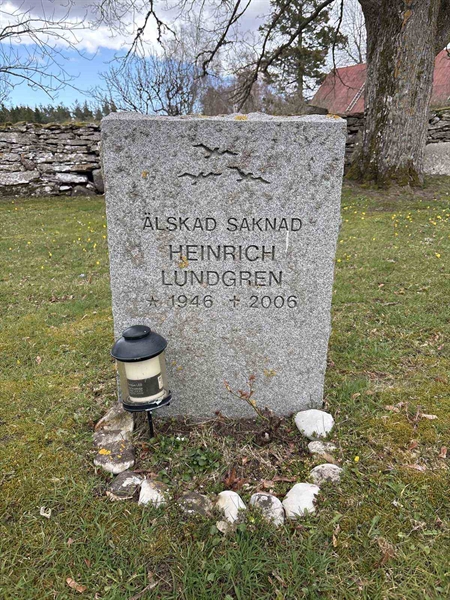 ÄLSKAD SAKNAD
HEINRICH
LUNDGREN
* 1946 + 2006